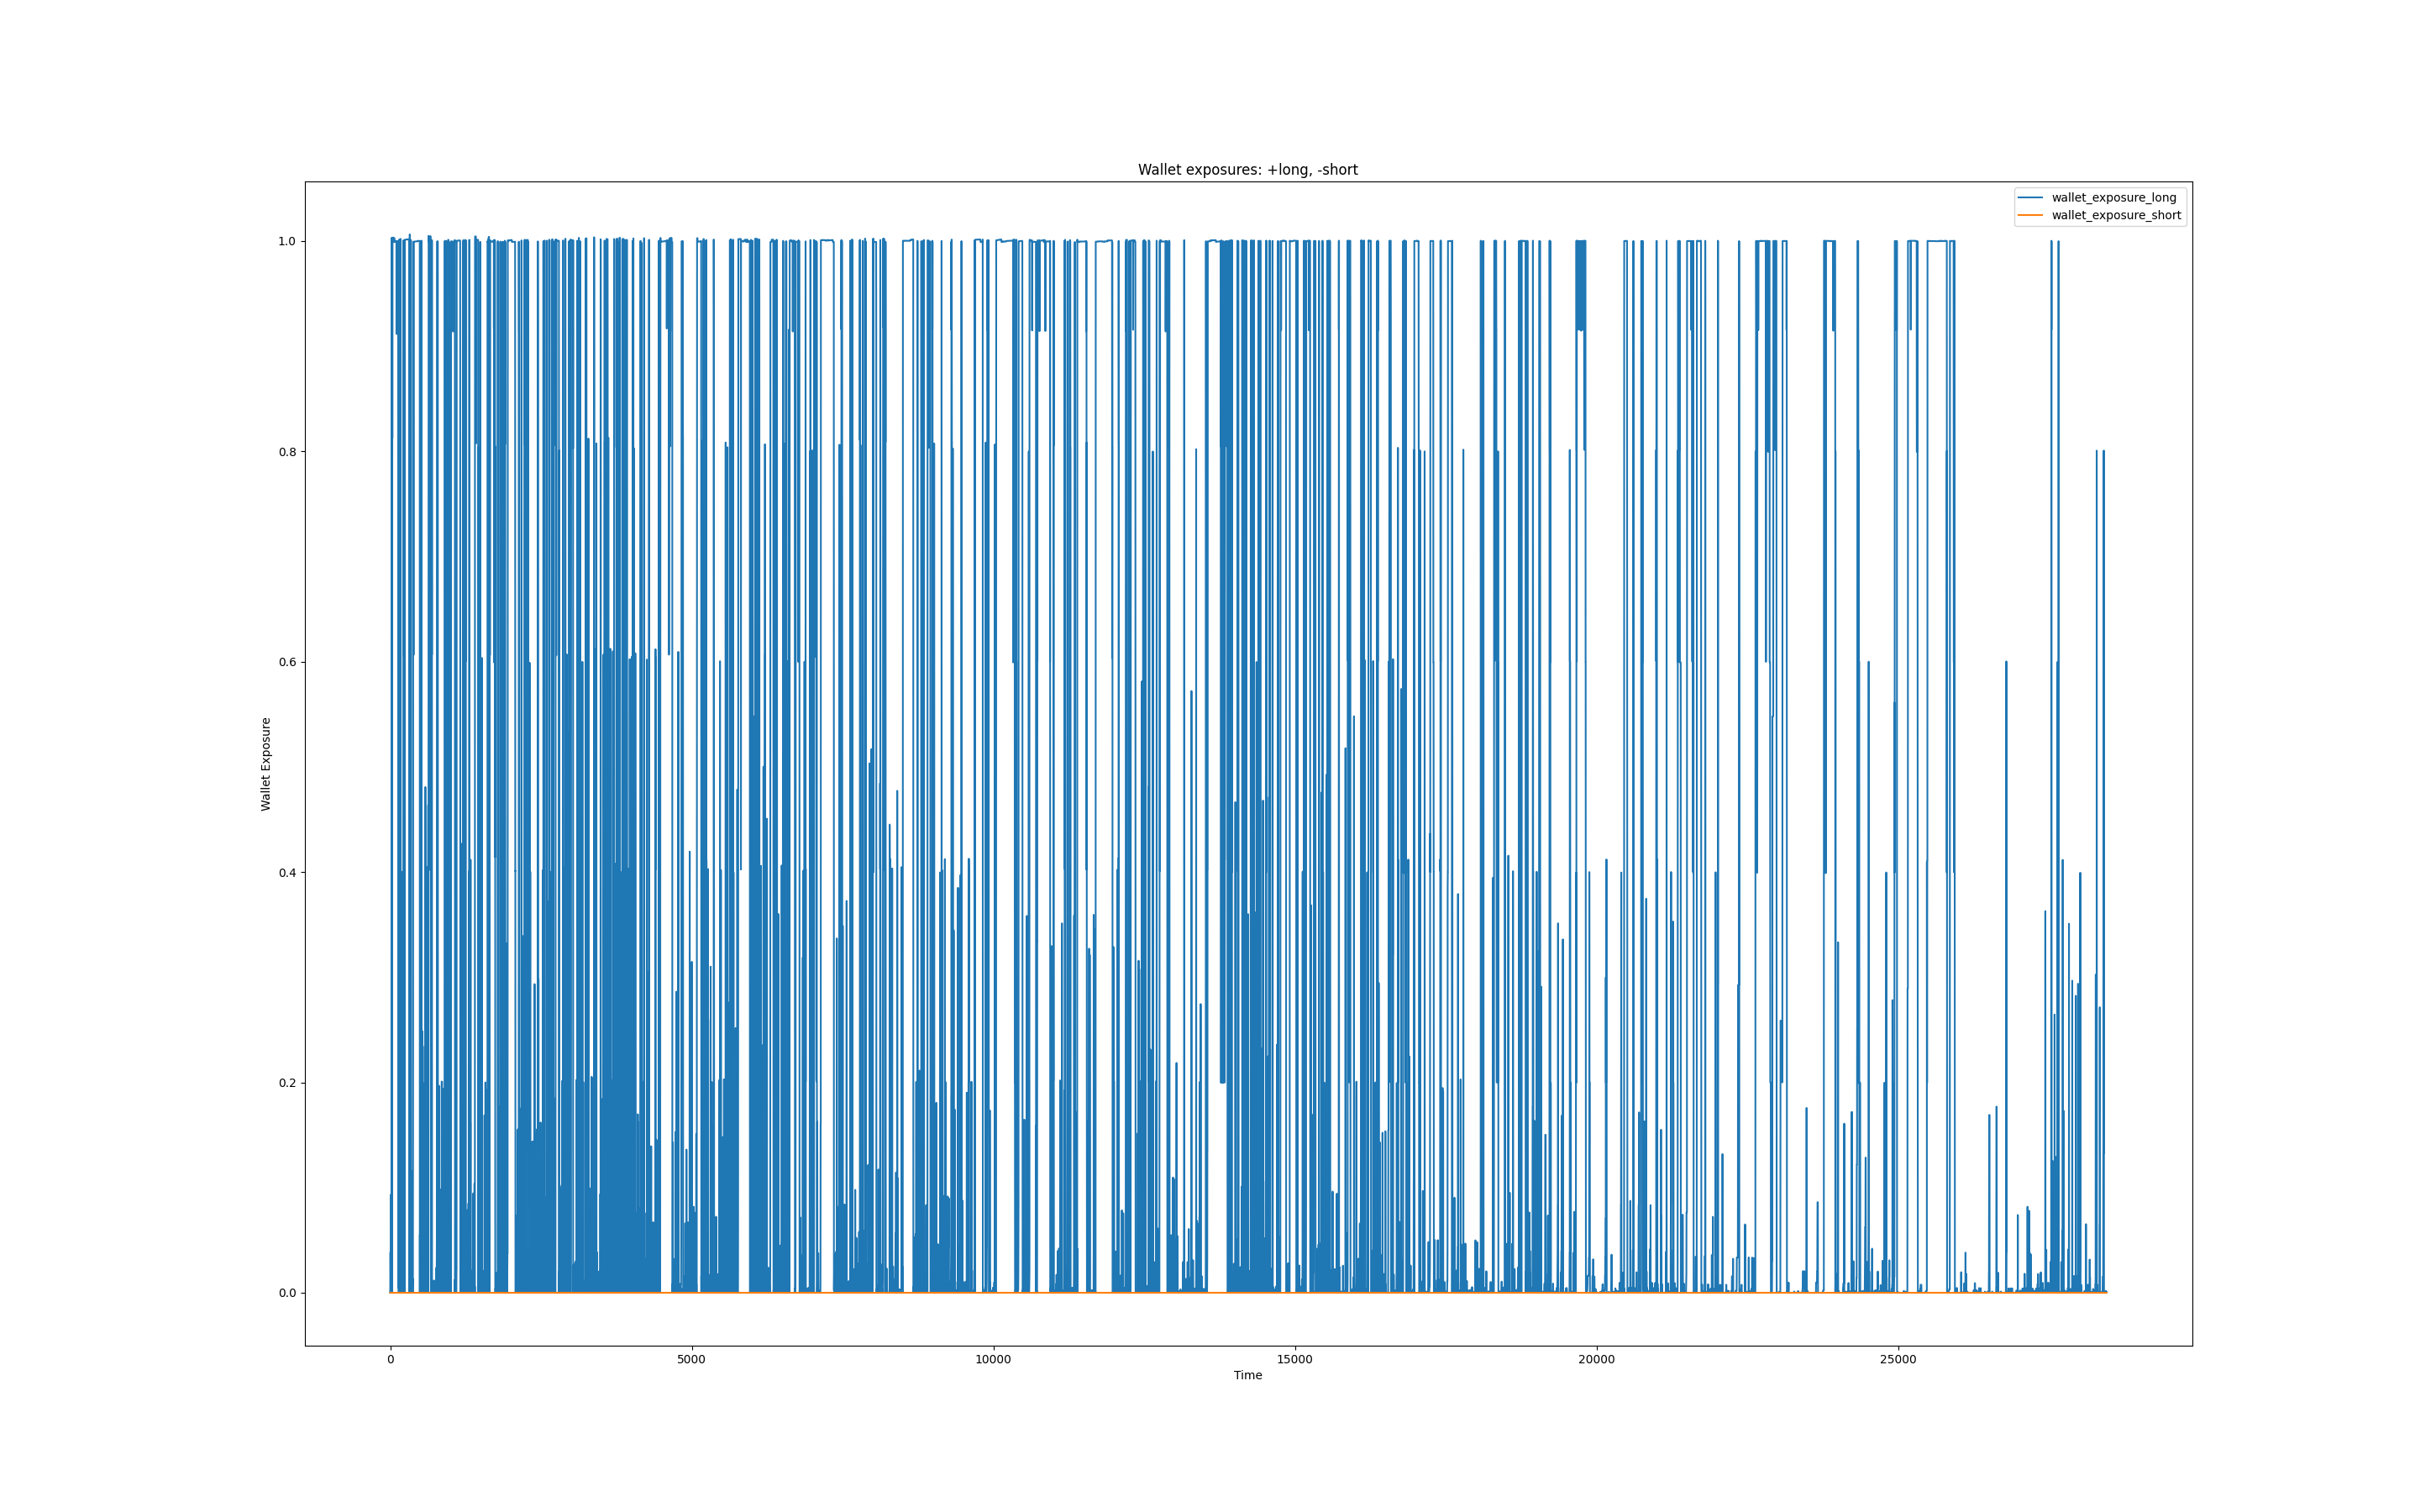 Wallet exposures: +long, -short
wallet_exposure_long
wallet_exposure_short
1.0
0.8
0.6
0.4
0.2
0.0
Wallet Exposure
0 5000 10000 15000 20000 25000
Time